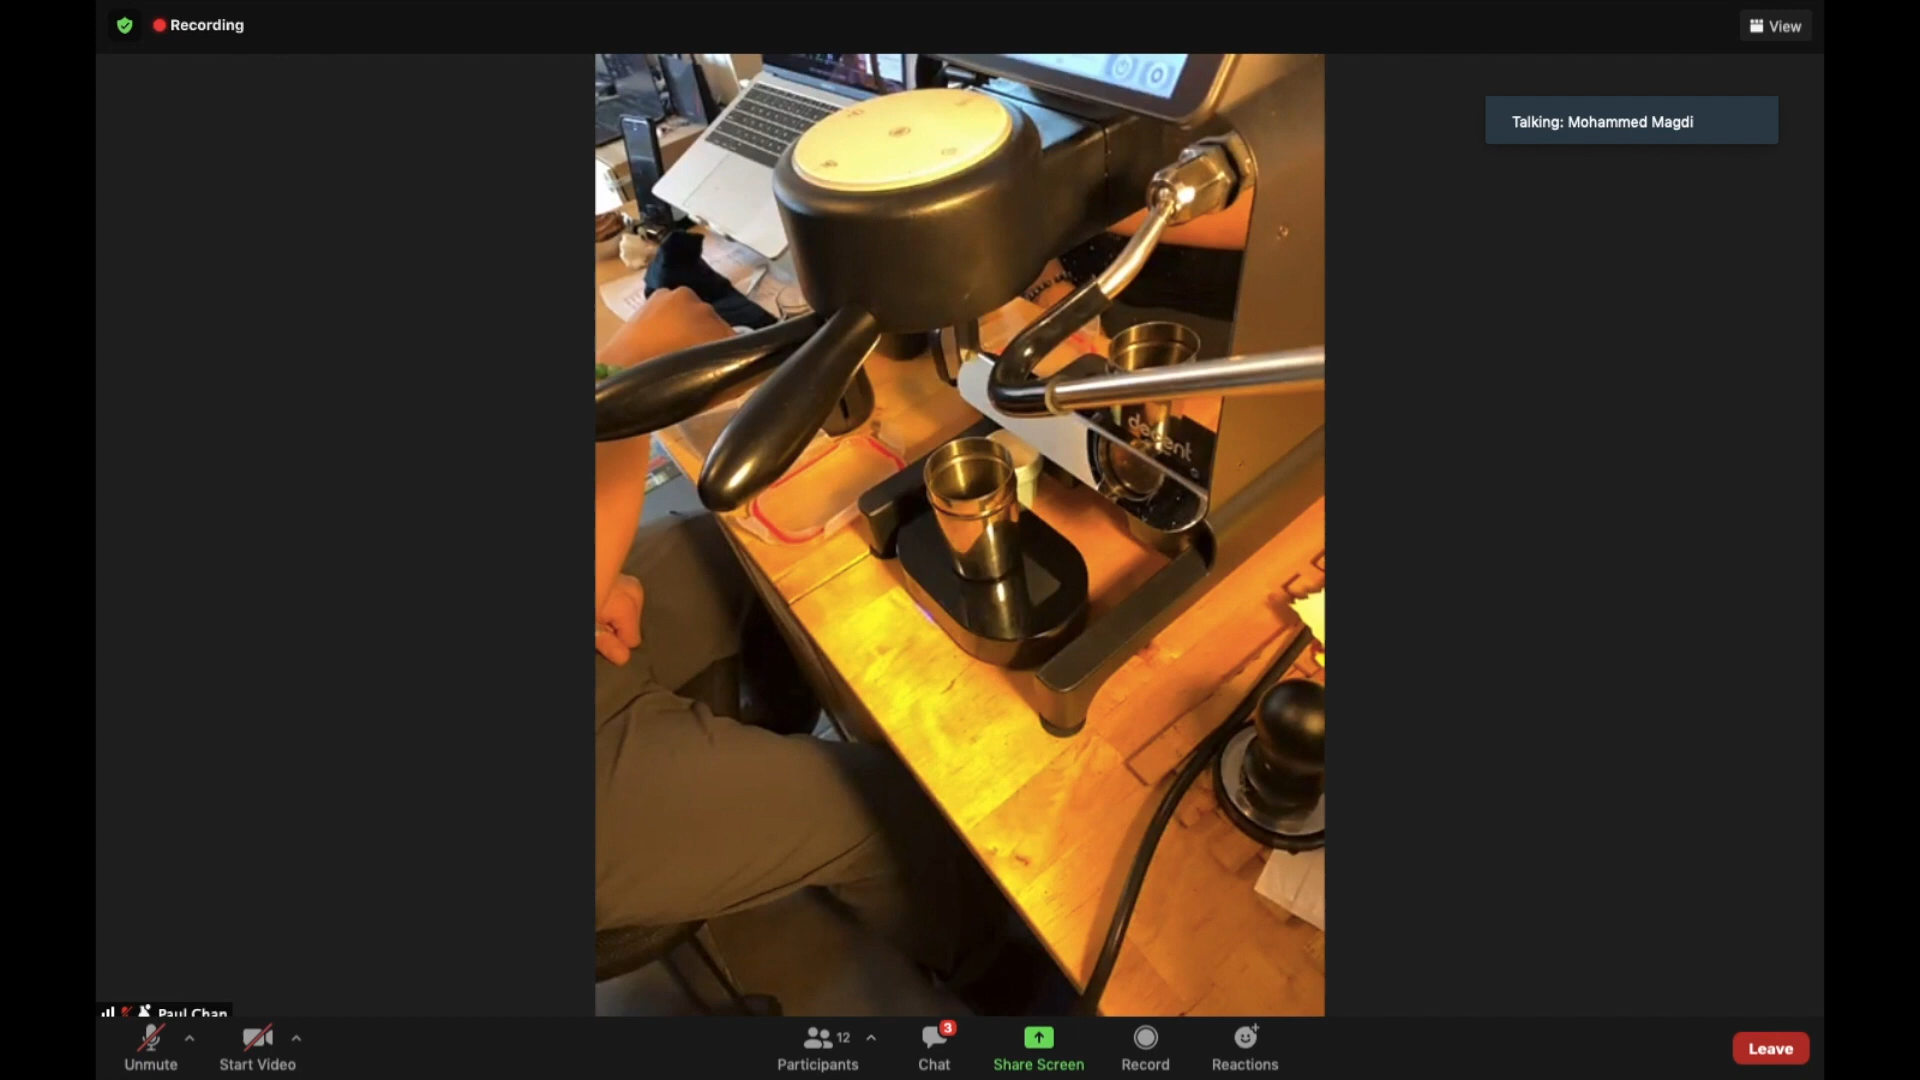 Recording
View
Talking: Mohammed Magdi
decent
Paul Chan
Unmute
Start Video
12
Participants
3
Chat
Share Screen
Record
Reactions
Leave